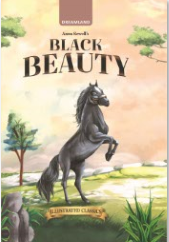 DREAMLAND
Anna Sewell's
BLACK
BEAUTY
ILLUSTRATED CLASSICS